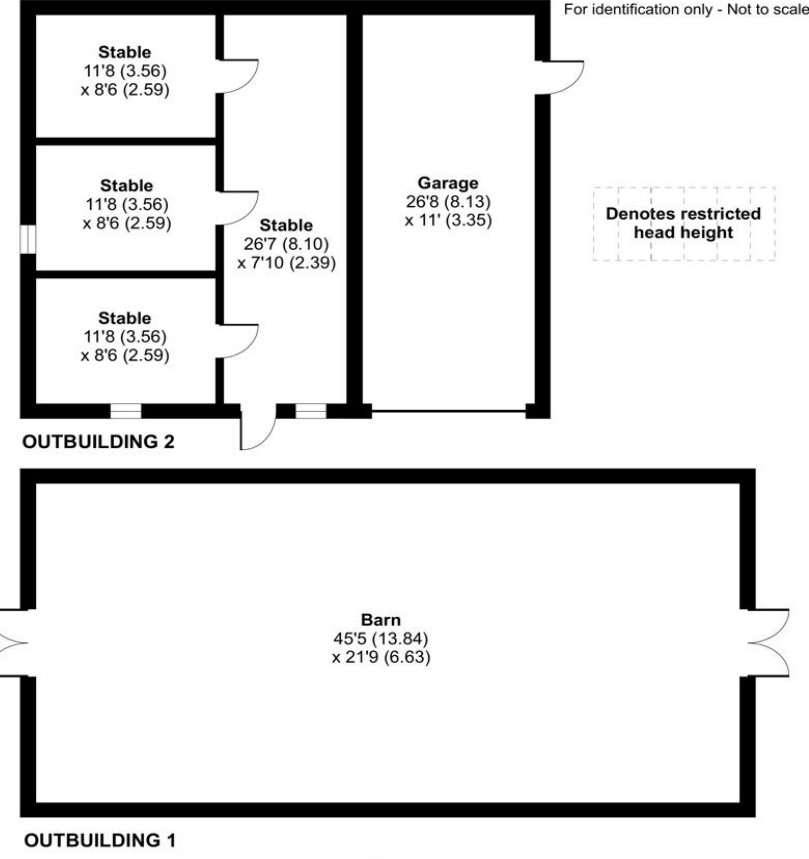 For identification only - Not to scale
Stable
11'8 (3.56)
x 8'6 (2.59)
Stable
11'8 (3.56)
x 8'6 (2.59)
Stable
26'7 (8.10)
x 7'10 (2.39)
Garage
26'8 (8.13)
x 11' (3.35)
Denotes restricted
head height
Stable
11'8 (3.56)
x 8'6 (2.59)
OUTBUILDING 2
Barn
45'5 (13.84)
x 21'9 (6.63)
OUTBUILDING 1